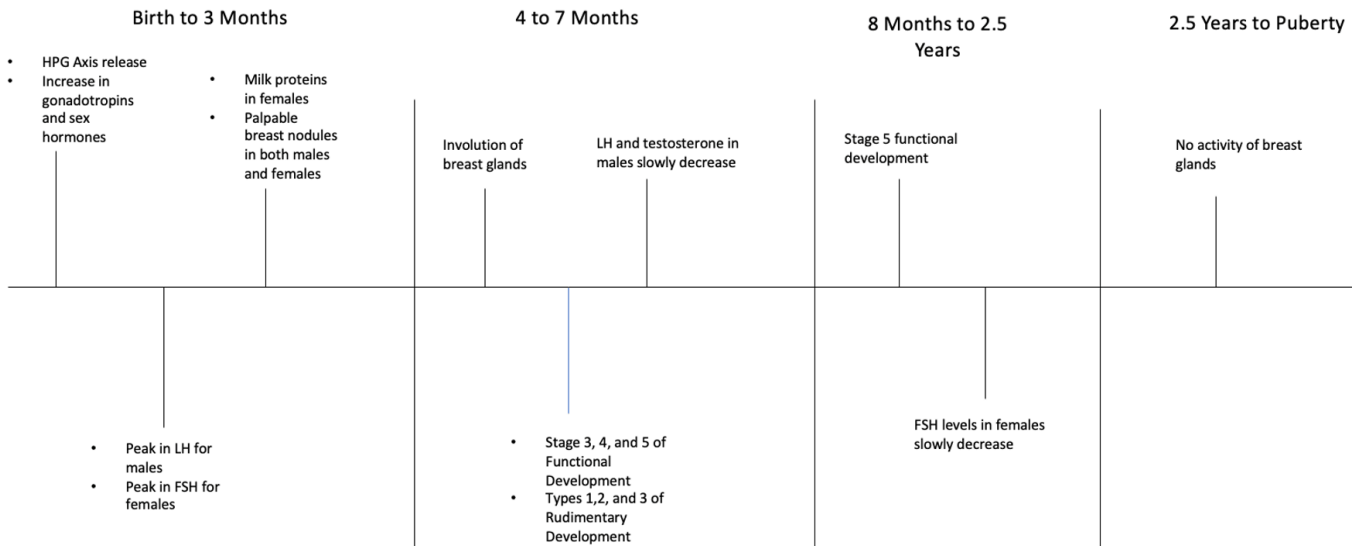 Birth to 3 Months
4 to 7 Months
8 Months to 2.5
Years
2.5 Years to Puberty
• HPG Axis release
• Increase in
gonadotropins
and sex
hormones
• Milk proteins
in females
• Palpable
breast nodules
in both males
and females
Involution of
breast glands
LH and testosterone in
males slowly decrease
Stage 5 functional
development
No activity of breast
glands
• Peak in LH for
males
• Peak in FSH for
females
• Stage 3, 4, and 5 of
Functional
Development
• Types 1,2, and 3 of
Rudimentary
Development
FSH levels in females
slowly decrease